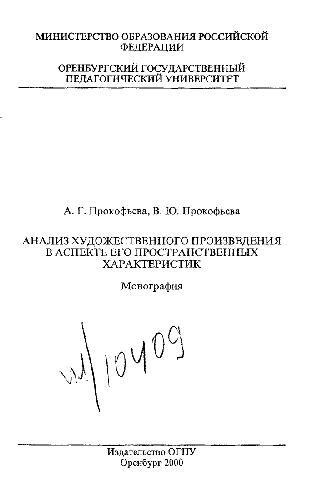 МИНИСТЕРСТВО ОБРАЗОВАНИЯ РОССИЙСКОЙ
ФЕДЕРАЦИИ
ОРЕНБУРГСКИЙ ГОСУДАРСТВЕННЫЙ
ПЕДАГОГИЧЕСКИЙ УНИВЕРСИТЕТ
А. Г. Прокофьева, В. Ю. Прокофьева
АНАЛИЗ ХУДОЖЕСТВЕННОГО ПРОИЗВЕДЕНИЯ
В АСПЕКТЕ ЕГО ПРОСТРАНСТВЕННЫХ
ХАРАКТЕРИСТИК
Монография
10409
Издательство ОГПУ
Оренбург 2000